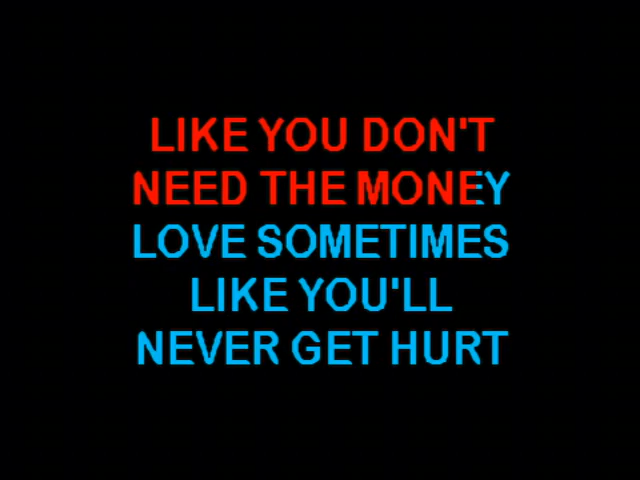 LIKE YOU DON'T
NEED THE MONEY
LOVE SOMETIMES
LIKE YOU'LL
NEVER GET HURT